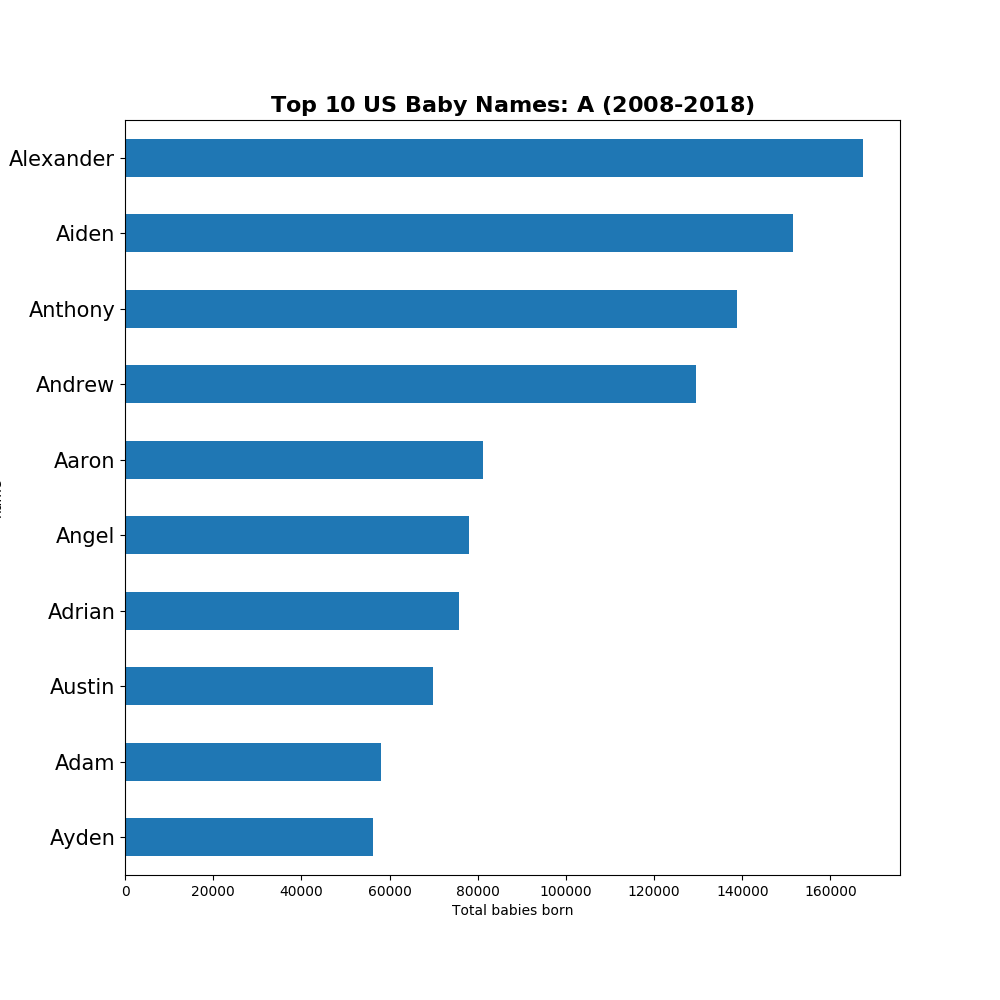 Top 10 US Baby Names: A (2008-2018)
Alexander
Aiden
Anthony
Andrew
Aaron
Angel
Adrian
Austin
Adam
Ayden
0 20000 40000 60000 80000 100000 120000 140000 160000
Total babies born